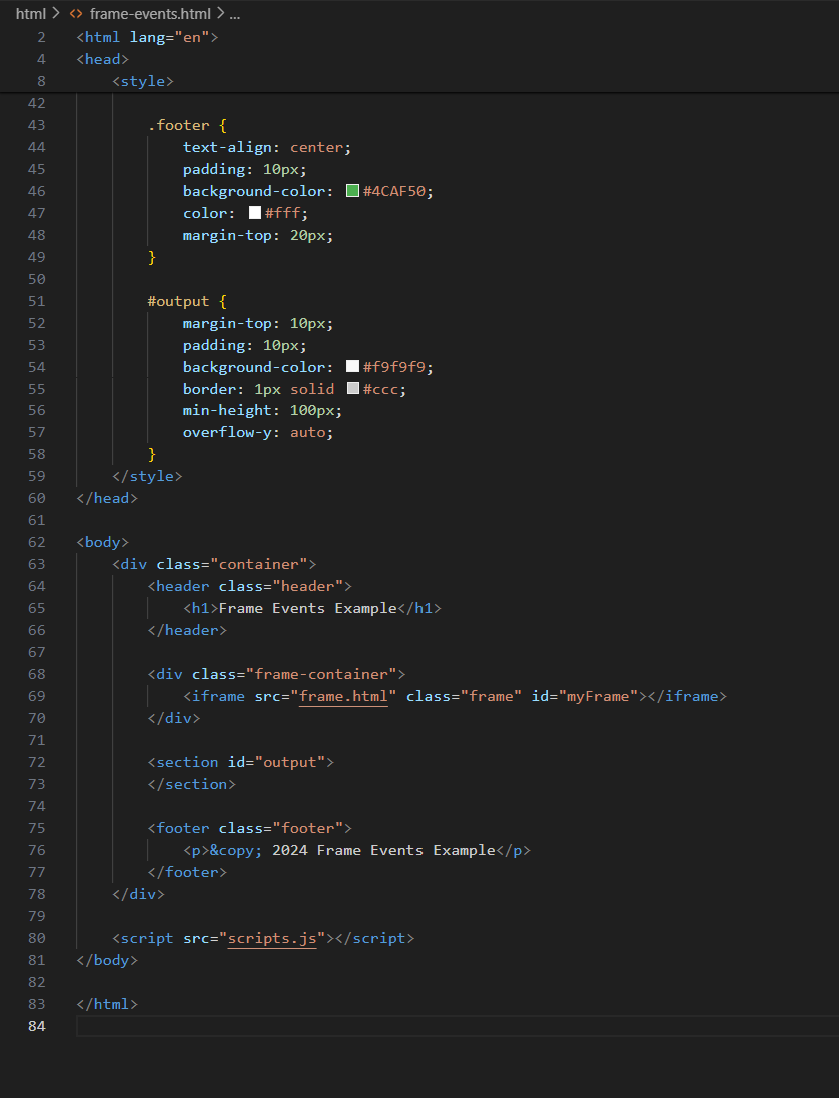 html > <> frame-events.html > ...
2 <html lang="en">
4 <head>
8     <style>
42
43         .footer {
44             text-align: center;
45             padding: 10px;
46             background-color: #4CAF50;
47             color: #fff;
48             margin-top: 20px;
49         }
50
51         #output {
52             margin-top: 10px;
53             padding: 10px;
54             background-color: #f9f9f9;
55             border: 1px solid #ccc;
56             min-height: 100px;
57             overflow-y: auto;
58         }
59     </style>
60 </head>
61
62 <body>
63     <div class="container">
64         <header class="header">
65             <h1>Frame Events Example</h1>
66         </header>
67
68         <div class="frame-container">
69             <iframe src="frame.html" class="frame" id="myFrame"></iframe>
70         </div>
71
72         <section id="output">
73         </section>
74
75         <footer class="footer">
76             <p>&copy; 2024 Frame Events Example</p>
77         </footer>
78     </div>
79
80     <script src="scripts.js"></script>
81 </body>
82
83 </html>
84